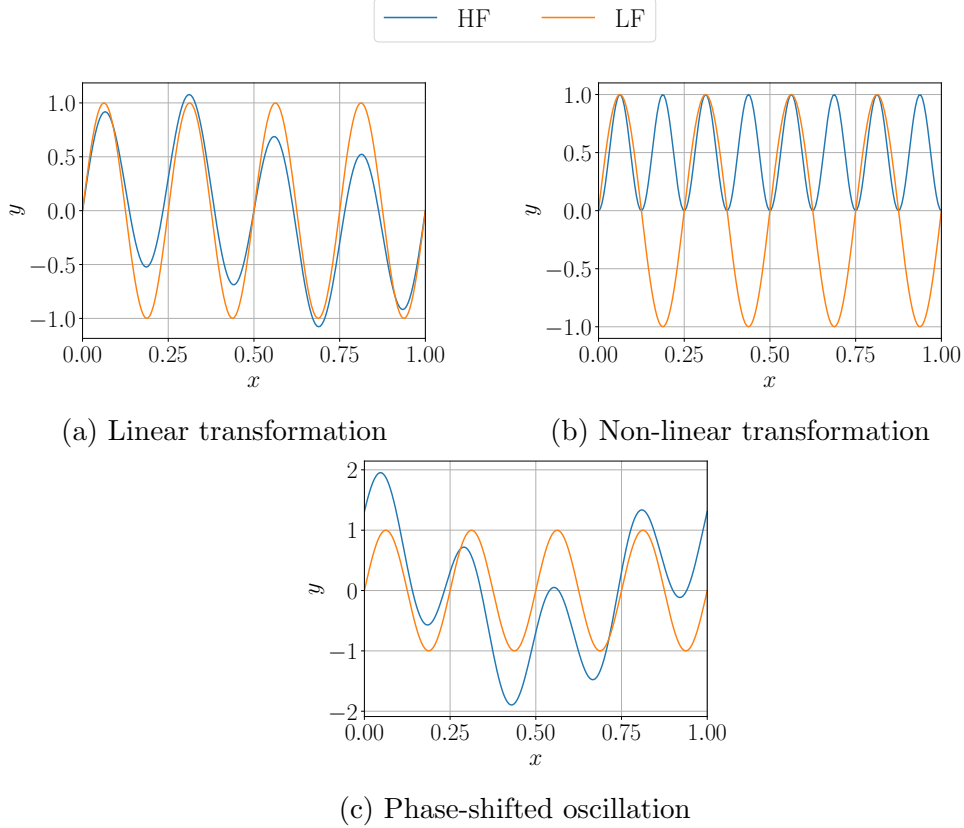 HF LF
1.0
0.5
y 0.0
−0.5
−1.0
0.00 0.25 0.50 0.75 1.00
x
(a) Linear transformation
1.0
0.5
y 0.0
−0.5
−1.0
0.00 0.25 0.50 0.75 1.00
x
(b) Non-linear transformation
2
1
y 0
−1
−2
0.00 0.25 0.50 0.75 1.00
x
(c) Phase-shifted oscillation